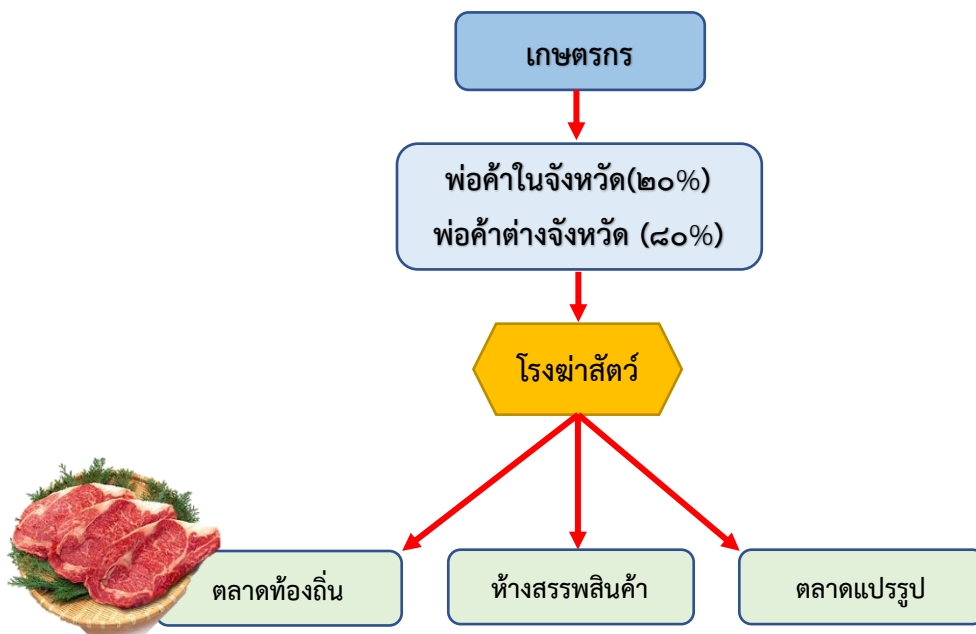 เกษตรกร
พ่อค้าในจังหวัด(๒๐%)
พ่อค้าต่างจังหวัด (๘๐%)
โรงฆ่าสัตว์
ตลาดท้องถิ่น
ห้างสรรพสินค้า
ตลาดแปรรูป